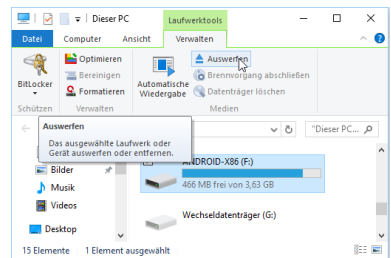 Dieser PC
Laufwerktools
Datei
Computer
Ansicht
Verwalten
BitLocker
Optimieren
Bereinigen
Formatieren
Automatische
Wiedergabe
Auswerfen
Brennvorgang abschließen
Datenträger löschen
Schützen
Verwalten
Medien
Auswerfen
Das ausgewählte Laufwerk oder
Gerät auswerfen oder entfernen.
"Dieser PC...
Bilder
Musik
Videos
Desktop
ANDROID-X86 (F:)
466 MB frei von 3,63 GB
Wechseldatenträger (G:)
15 Elemente
1 Element ausgewählt